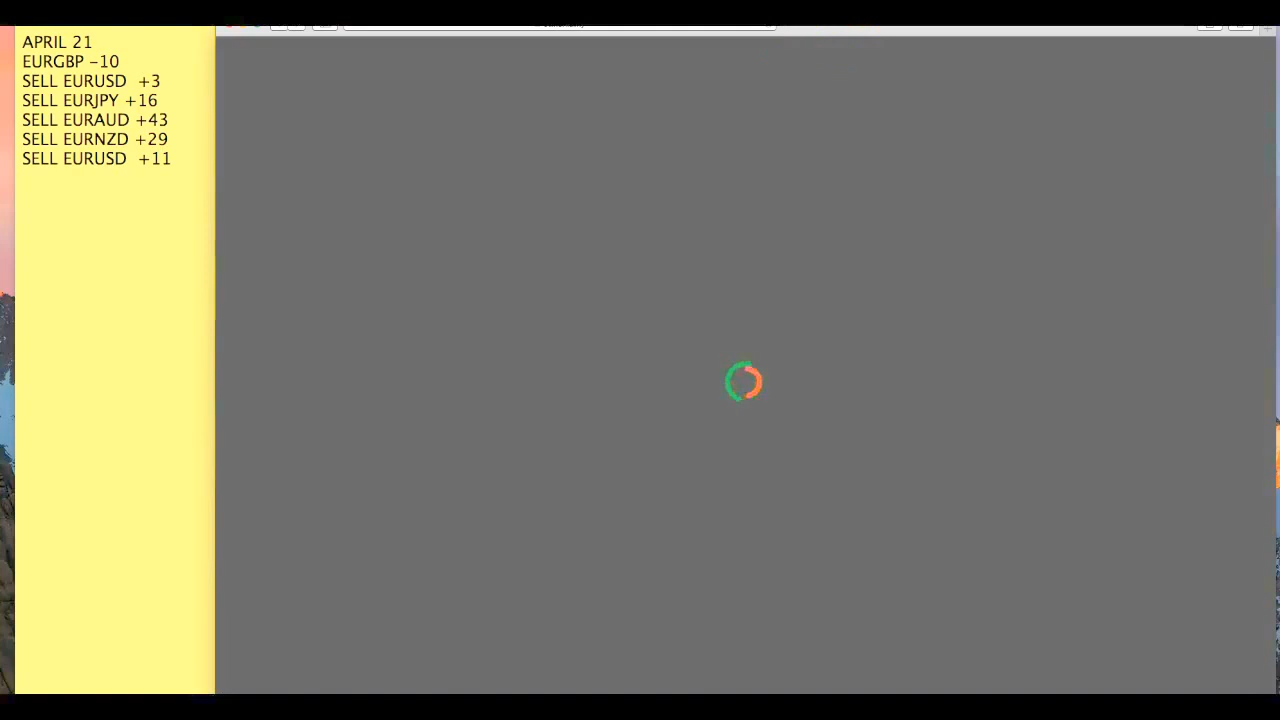 APRIL 21
EURGBP -10
SELL EURUSD  +3
SELL EURJPY +16
SELL EURAUD +43
SELL EURNZD +29
SELL EURUSD  +11